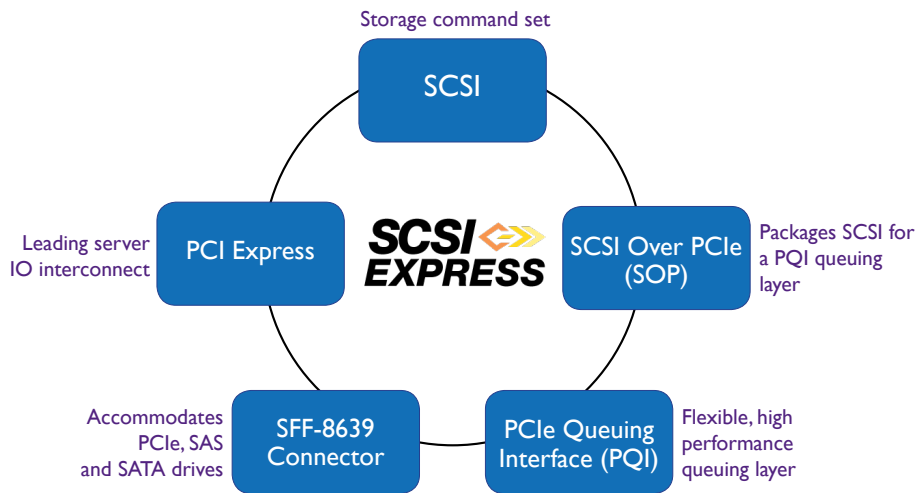 Storage command set
SCSI
PCI Express
Leading server
IO interconnect
SCSI
EXPRESS
SCSI Over PCIe
(SOP)
Packages SCSI for
a PQI queuing
layer
Accommodates
PCIe, SAS
and SATA drives
SFF-8639
Connector
PCIe Queuing
Interface (PQI)
Flexible, high
performance
queuing layer